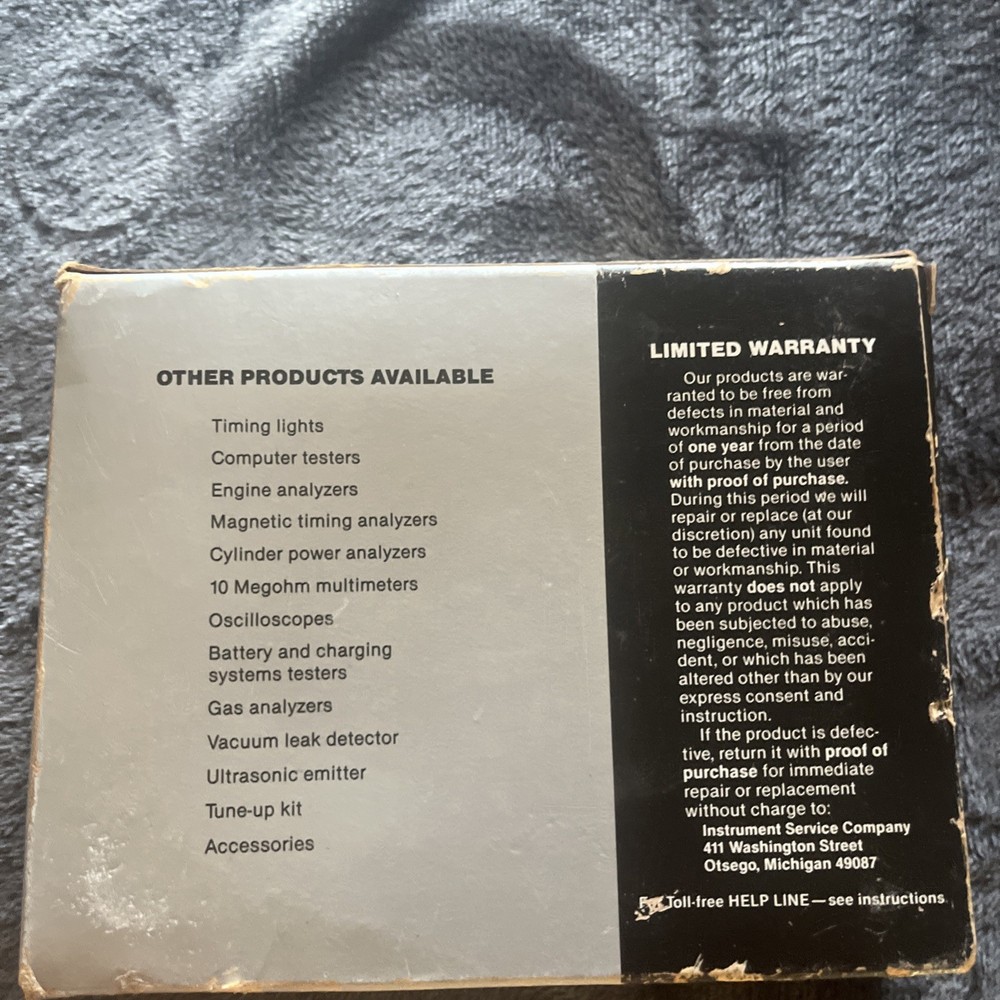 OTHER PRODUCTS AVAILABLE
Timing lights
Computer testers
Engine analyzers
Magnetic timing analyzers
Cylinder power analyzers
10 Megohm multimeters
Oscilloscopes
Battery and charging
systems testers
Gas analyzers
Vacuum leak detector
Ultrasonic emitter
Tune-up kit
Accessories
LIMITED WARRANTY
Our products are war-
ranted to be free from
defects in material and
workmanship for a period
of one year from the date
of purchase by the user
with proof of purchase.
During this period we will
repair or replace (at our
discretion) any unit found
to be defective in material
or workmanship. This
warranty does not apply
to any product which has
been subjected to abuse,
negligence, misuse, acci-
dent, or which has been
altered other than by our
express consent and
instruction.
If the product is defec-
tive, return it with proof of
purchase for immediate
repair or replacement
without charge to:
Instrument Service Company
411 Washington Street
Otsego, Michigan 49087
Toll-free HELP LINE—see instructions